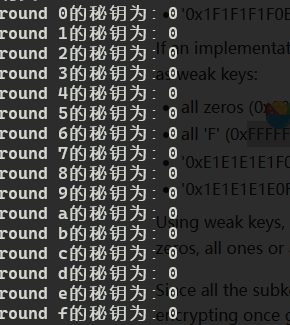 '0x1F1F1F1F0E
round 0的秘钥为: 0
round 1的秘钥为: 0
If an implementat
round 2的秘钥为: 0
as weak keys:
round 3的秘钥为: 0
all zeros (0x
round 4的秘钥为: 0
round 5的秘钥为: 0
all 'F' (0xFFFFF
round 6的秘钥为: 0
round 7的秘钥为: 0
'0xE1E1E1E1F0
round 8的秘钥为: 0
'0x1E1E1E1E0F
round 9的秘钥为: 0
Using weak keys,
round a的秘钥为: 0
round b的秘钥为: 0
zeros, all ones or
round c的秘钥为: 0
round d的秘钥为: 0
Since all the subk
round e的秘钥为: 0
encrypting once o
round f的秘钥为: 0